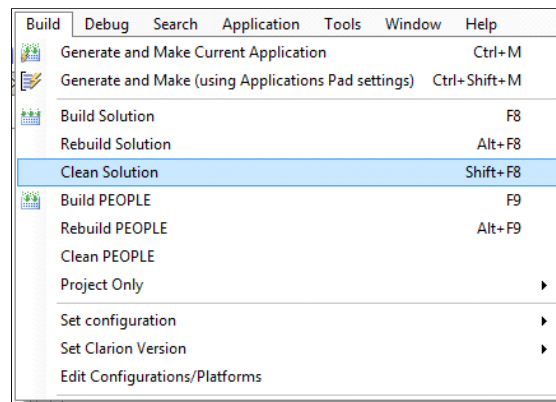 Build Debug Search Application Tools Window Help
Generate and Make Current Application Ctrl+M
Generate and Make (using Applications Pad settings) Ctrl+Shift+M
Build Solution F8
Rebuild Solution Alt+F8
Clean Solution Shift+F8
Build PEOPLE F9
Rebuild PEOPLE Alt+F9
Clean PEOPLE
Project Only
Set configuration
Set Clarion Version
Edit Configurations/Platforms